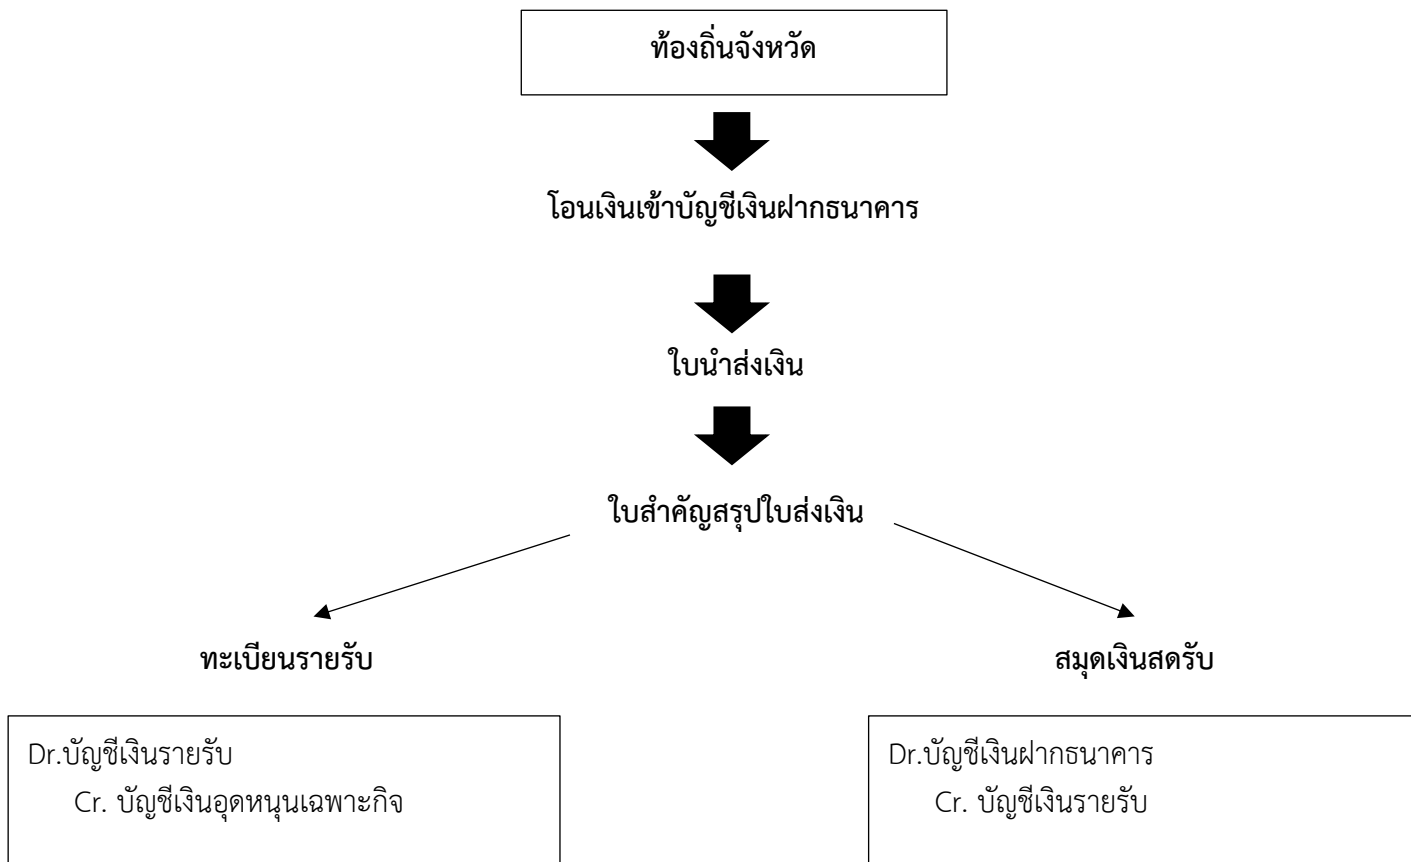 ท้องถิ่นจังหวัด
โอนเงินเข้าบัญชีเงินฝากธนาคาร
ใบนำส่งเงิน
ใบสำคัญสรุปใบส่งเงิน
ทะเบียนรายรับ
สมุดเงินสดรับ
Dr.บัญชีเงินรายรับ
Cr. บัญชีเงินอุดหนุนเฉพาะกิจ
Dr.บัญชีเงินฝากธนาคาร
Cr. บัญชีเงินรายรับ